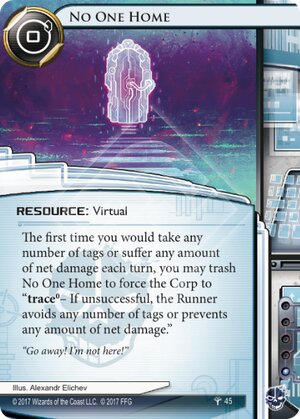 0
No One Home
RESOURCE: Virtual
The first time you would take any
number of tags or suffer any amount
of net damage each turn, you may trash
No One Home to force the Corp to
“trace⁰– If unsuccessful, the Runner
avoids any number of tags or prevents
any amount of net damage.”
“Go away! I'm not here!”
Illus. Alexandr Elichev
© 2017 Wizards of the Coast LLC. © 2017 FFG
45